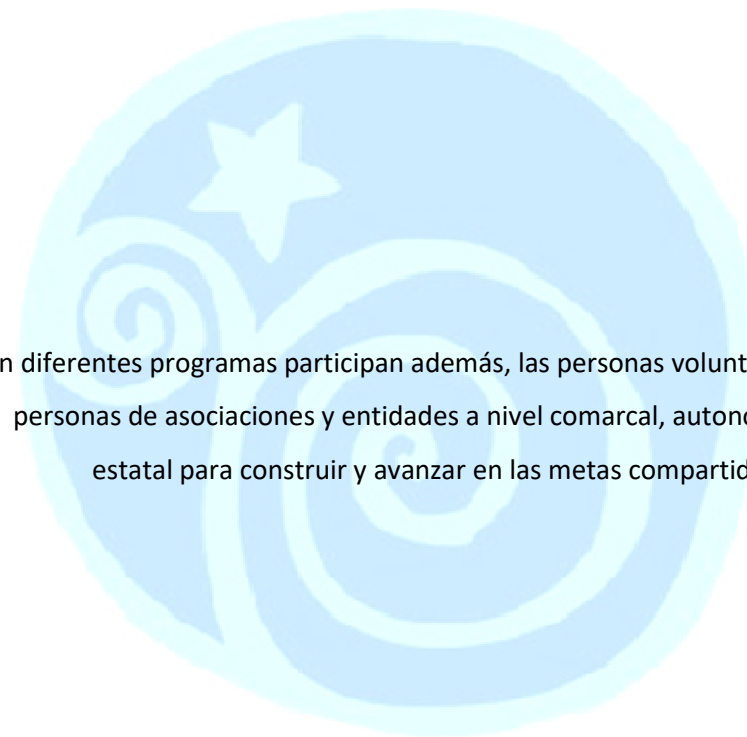 n diferentes programas participan además, las personas volunt
personas de asociaciones y entidades a nivel comarcal, autonó
estatal para construir y avanzar en las metas compartid